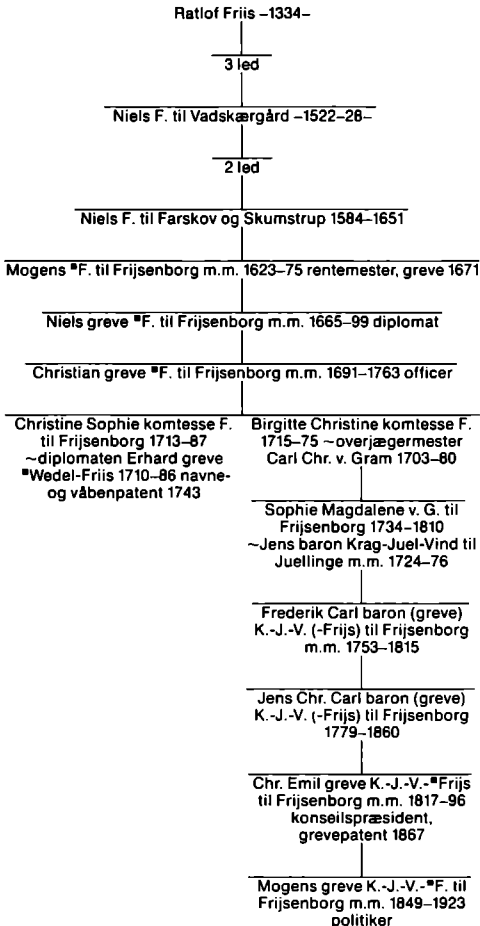 Ratlof Friis –1334–
3 led
Niels F. til Vadskærgård –1522–28–
2 led
Niels F. til Farskov og Skumstrup 1584–1651
Mogens ■F. til Frijsenborg m.m. 1623–75 rentemester, greve 1671
Niels greve ■F. til Frijsenborg m.m. 1665–99 diplomat
Christian greve ■F. til Frijsenborg m.m. 1691–1763 officer
Christine Sophie komtesse F.
til Frijsenborg 1713–87
~diplomaten Erhard greve
■Wedel-Friis 1710–86 navne-
og våbenpatent 1743
Birgitte Christine komtesse F.
1715–75 ~overjægermester
Carl Chr. v. Gram 1703–80
Sophie Magdalene v. G. til
Frijsenborg 1734–1810
~Jens baron Krag-Juel-Vind til
Juellinge m.m. 1724–76
Frederik Carl baron (greve)
K.-J.-V. (-Frijs) til Frijsenborg
m.m. 1753–1815
Jens Chr. Carl baron (greve)
K.-J.-V. (-Frijs) til Frijsenborg
1779–1860
Chr. Emil greve K.-J.-V.-■Frijs
til Frijsenborg m.m. 1817–96
konseilspræsident,
grevepatent 1867
Mogens greve K.-J.-V.-■F. til
Frijsenborg m.m. 1849–1923
politiker